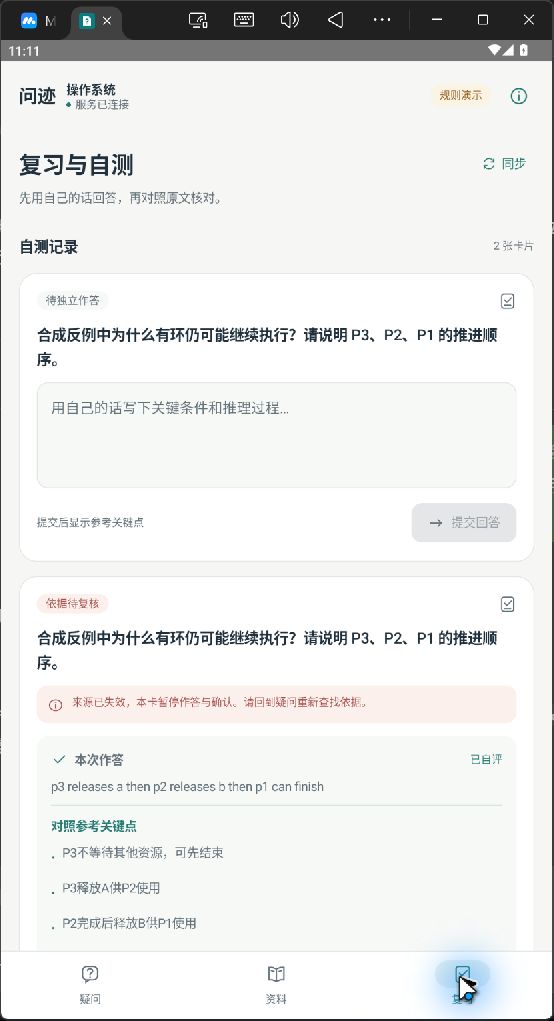 M
11:11
问迹
操作系统
服务已连接
规则演示
复习与自测
同步
先用自己的话回答，再对照原文核对。
自测记录
2 张卡片
待独立作答
合成反例中为什么有环仍可能继续执行？请说明 P3、P2、P1 的推进顺
序。
用自己的话写下关键条件和推理过程...
提交后显示参考关键点
→ 提交回答
依据待复核
合成反例中为什么有环仍可能继续执行？请说明 P3、P2、P1 的推进顺
序。
来源已失效，本卡暂停作答与确认。请回到疑问重新查找依据。
本次作答
已自评
p3 releases a then p2 releases b then p1 can finish
对照参考关键点
. P3不等待其他资源，可先结束
. P3释放A供P2使用
. P2完成后释放B供P1使用
疑问
资料